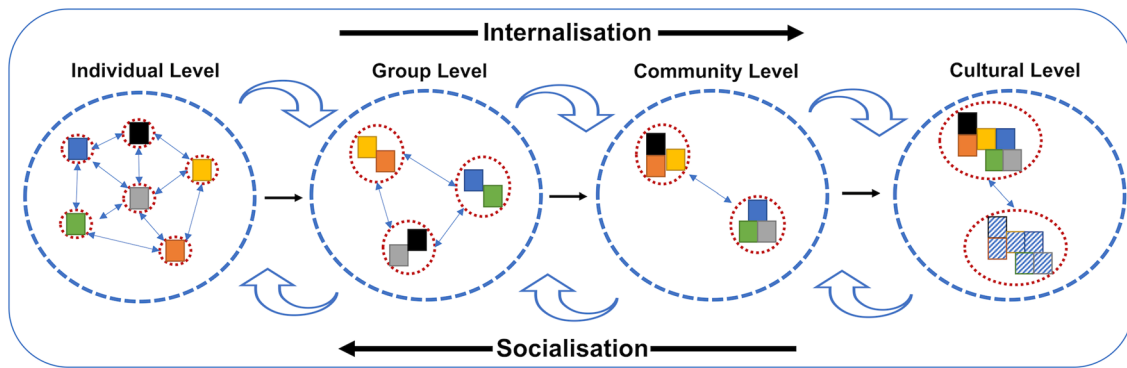 Internalisation
Individual Level
Group Level
Community Level
Cultural Level
Socialisation